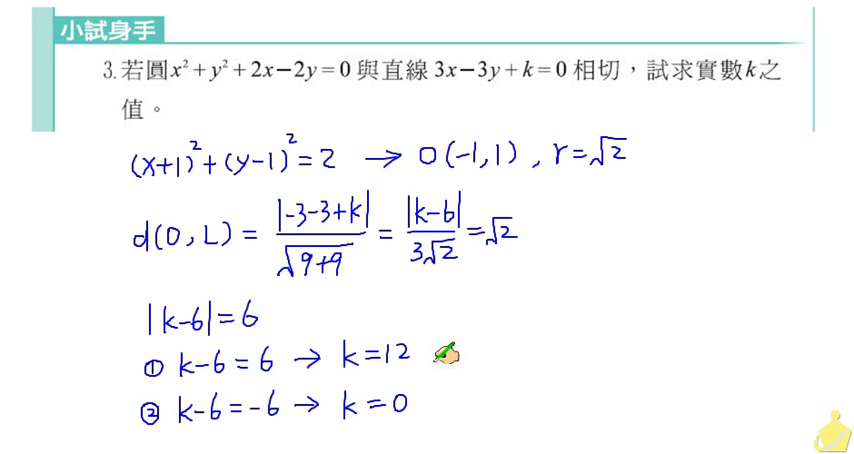 小試身手
3. 若圓x²+y²+2x−2y=0與直線3x−3y+k=0相切，試求實數k之
值。
(x+1)²+(y−1)²=2 → O(−1,1), r=√2
d(O,L) = |−3−3+k| / √(9+9) = |k−6| / 3√2 = √2
|k−6|=6
① k−6=6 → k=12
② k−6=−6 → k=0